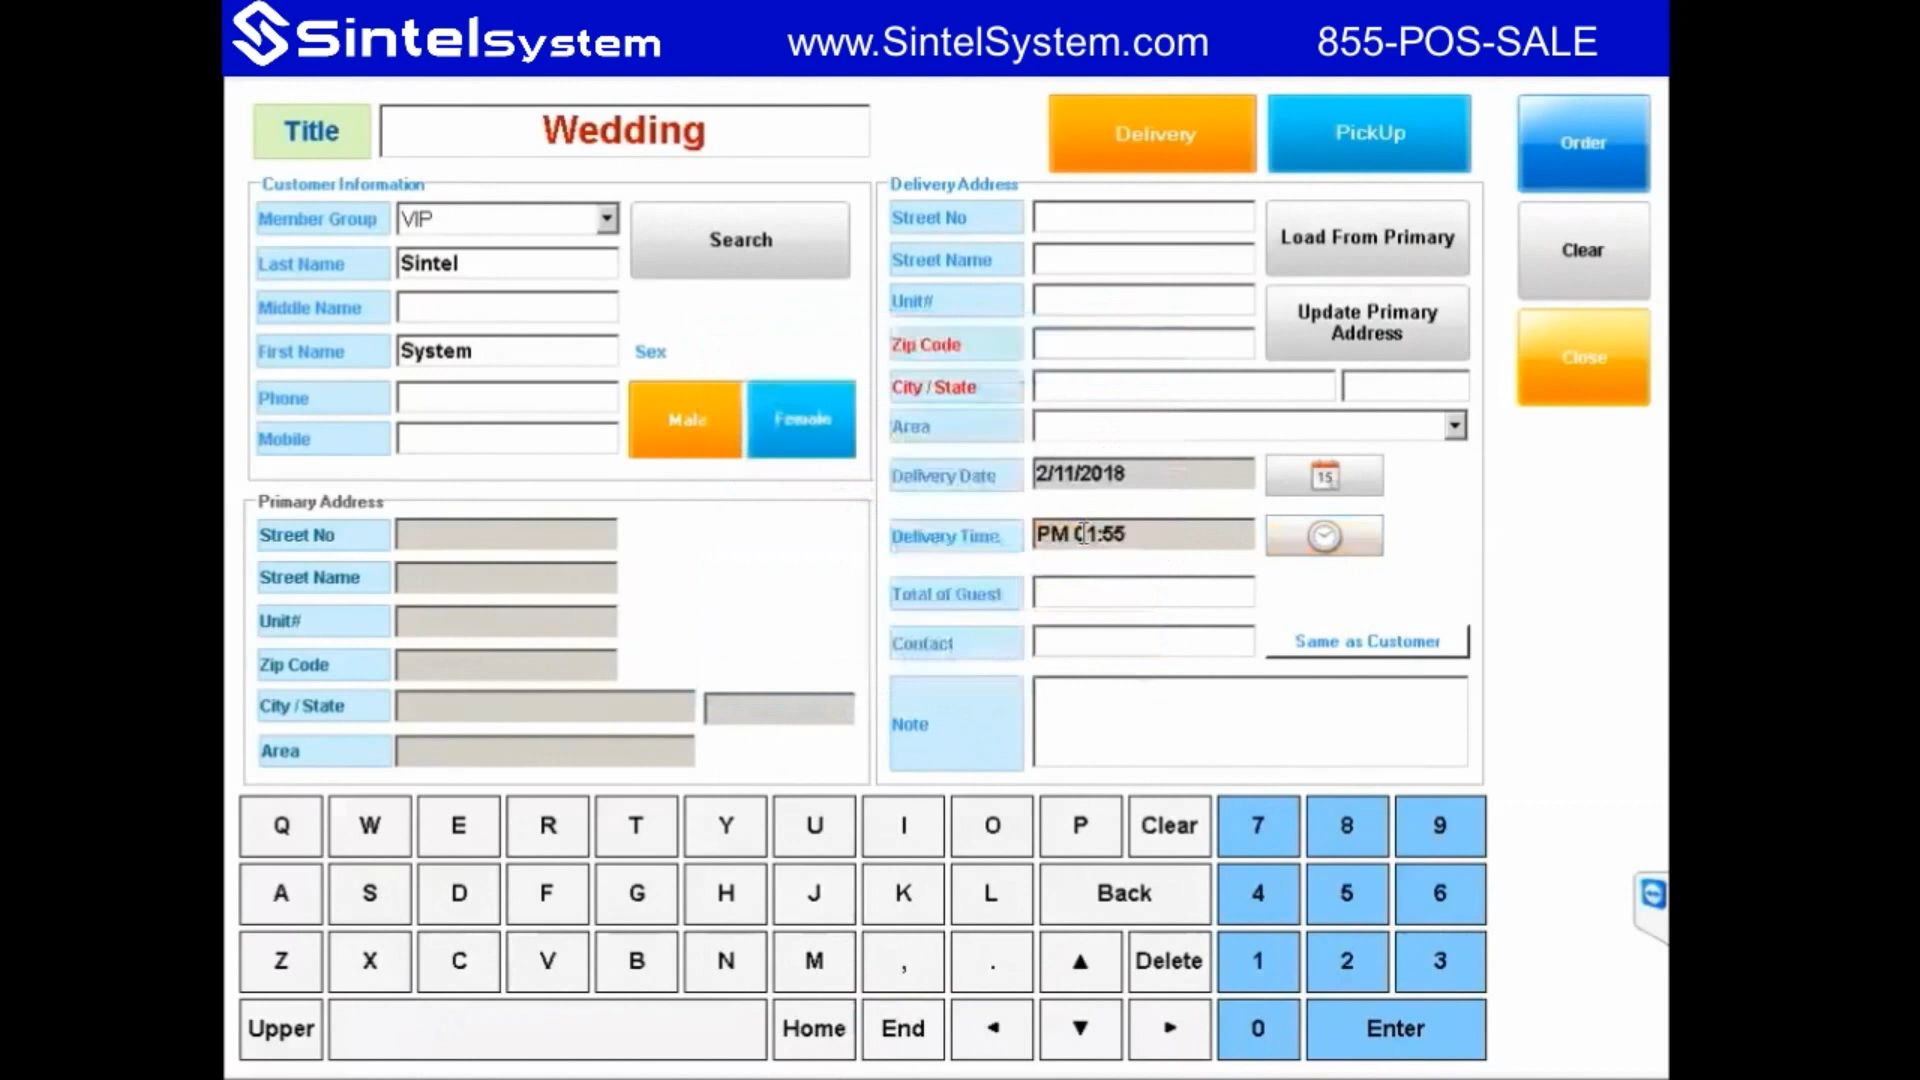 Sintelsystem www.SintelSystem.com 855-POS-SALE
Title Wedding Delivery PickUp Order
Customer Information
Member Group VIP Search
Last Name Sintel
Middle Name
First Name System Sex
Phone Male Female
Mobile
Primary Address
Street No
Street Name
Unit#
Zip Code
City / State
Area
Delivery Address
Street No Load From Primary
Street Name
Unit# Update Primary Address
Zip Code
City / State
Area
Delivery Date 2/11/2018 15
Delivery Time PM 01:55
Total of Guest
Contact Same as Customer
Note
Clear
Close
Q W E R T Y U I O P Clear 7 8 9
A S D F G H J K L Back 4 5 6
Z X C V B N M , . ▲ Delete 1 2 3
Upper Home End ◄ ▼ ► 0 Enter